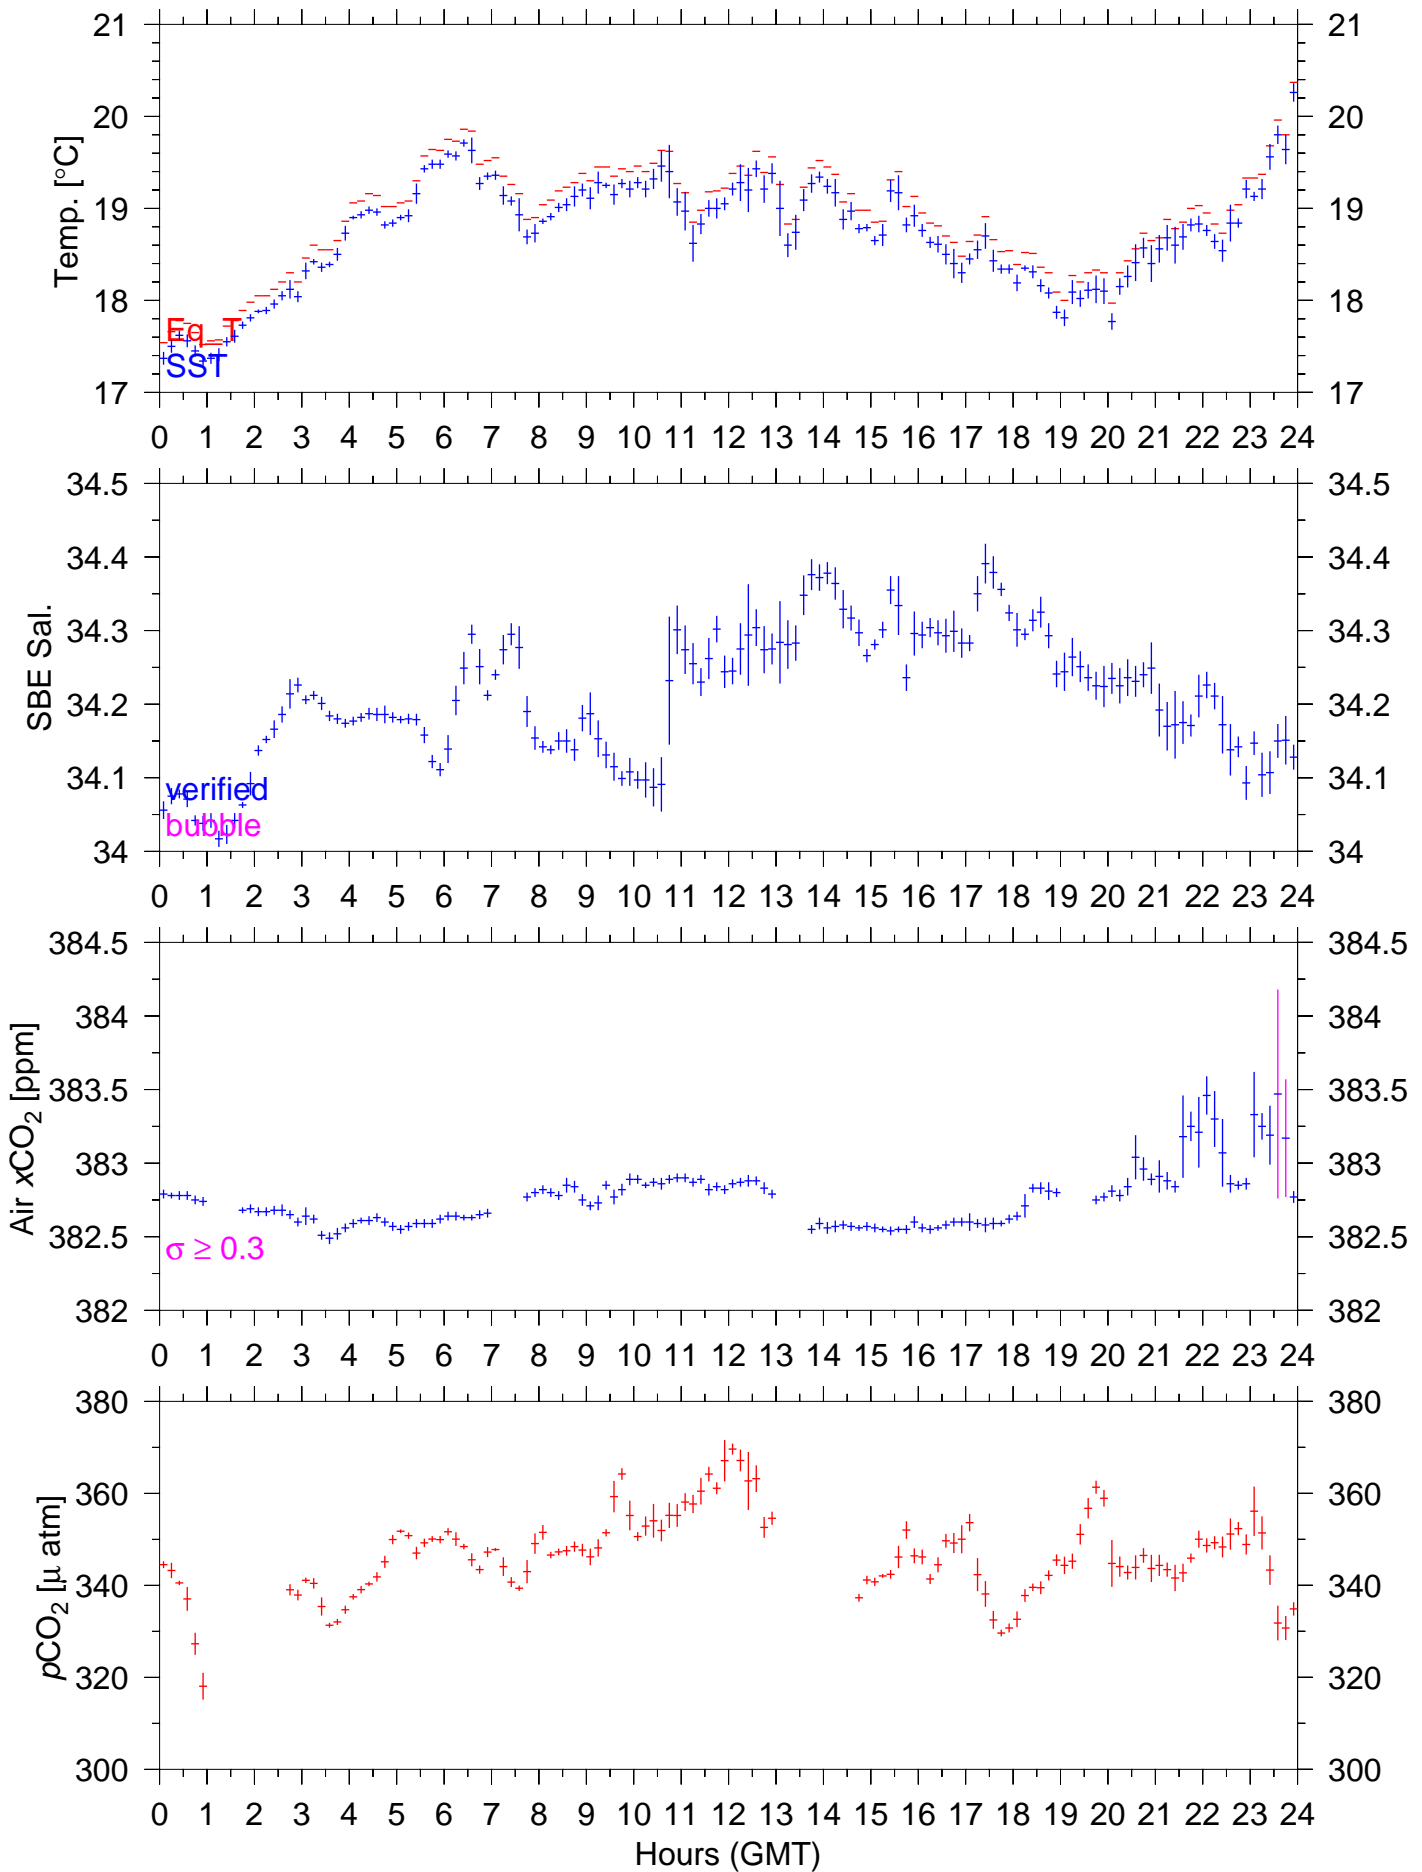 21 21
20 20
19 19
18 18
17 17
Temp. [°C]
Eq_T
SST
0 1 2 3 4 5 6 7 8 9 10 11 12 13 14 15 16 17 18 19 20 21 22 23 24
34.5 34.5
34.4 34.4
34.3 34.3
34.2 34.2
34.1 34.1
34 34
SBE Sal.
verified
bubble
0 1 2 3 4 5 6 7 8 9 10 11 12 13 14 15 16 17 18 19 20 21 22 23 24
384.5 384.5
384 384
383.5 383.5
383 383
382.5 382.5
382 382
Air xCO₂ [ppm]
σ ≥ 0.3
0 1 2 3 4 5 6 7 8 9 10 11 12 13 14 15 16 17 18 19 20 21 22 23 24
380 380
360 360
340 340
320 320
300 300
pCO₂ [µ atm]
0 1 2 3 4 5 6 7 8 9 10 11 12 13 14 15 16 17 18 19 20 21 22 23 24
Hours (GMT)